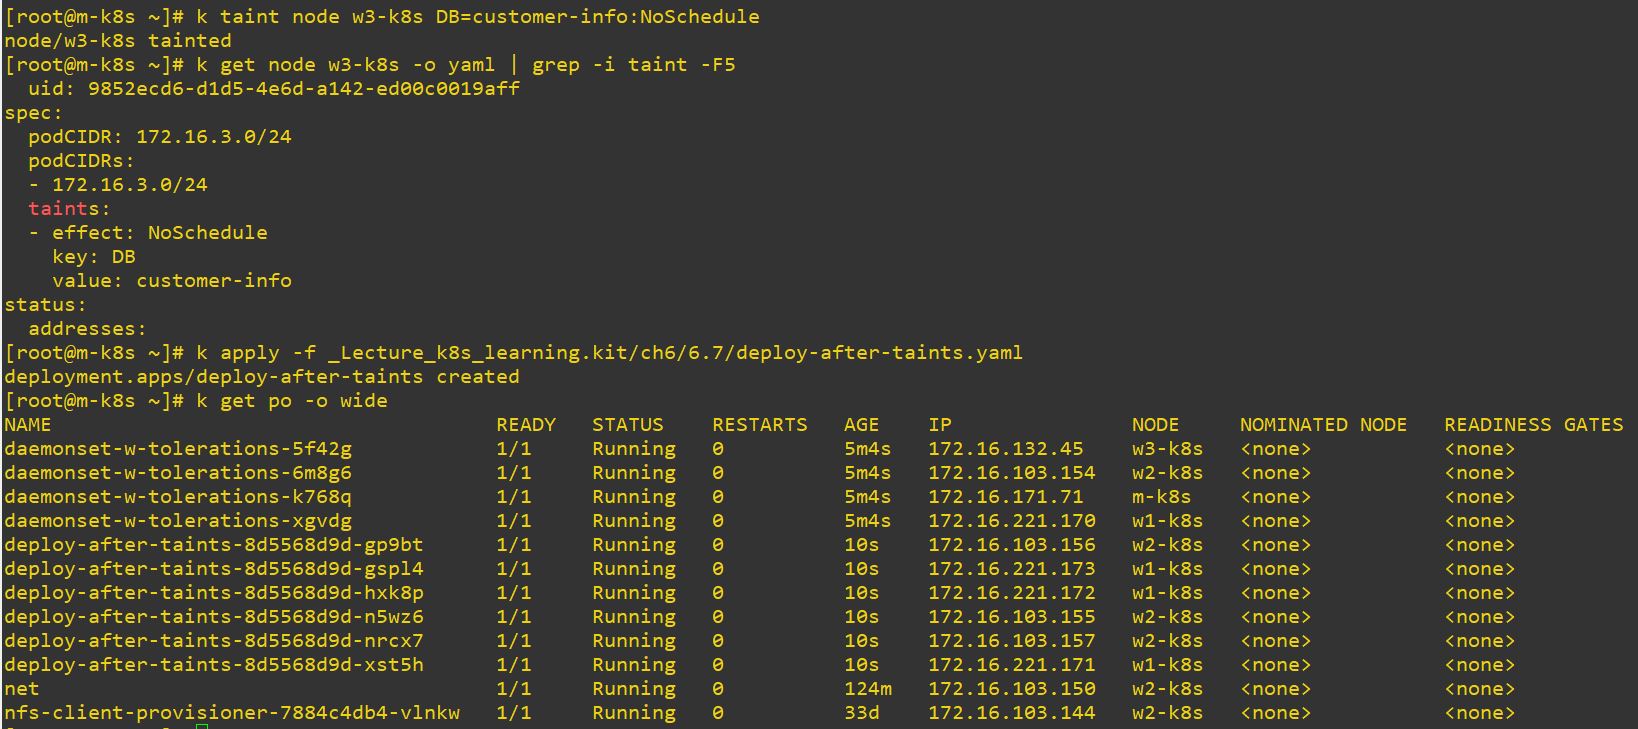 [root@m-k8s ~]# k taint node w3-k8s DB=customer-info:NoSchedule
node/w3-k8s tainted
[root@m-k8s ~]# k get node w3-k8s -o yaml | grep -i taint -F5
  uid: 9852ecd6-d1d5-4e6d-a142-ed00c0019aff
spec:
  podCIDR: 172.16.3.0/24
  podCIDRs:
  - 172.16.3.0/24
  taints:
  - effect: NoSchedule
    key: DB
    value: customer-info
status:
  addresses:
[root@m-k8s ~]# k apply -f _Lecture_k8s_learning.kit/ch6/6.7/deploy-after-taints.yaml
deployment.apps/deploy-after-taints created
[root@m-k8s ~]# k get po -o wide
NAME                                     READY   STATUS    RESTARTS   AGE    IP               NODE     NOMINATED NODE   READINESS GATES
daemonset-w-tolerations-5f42g            1/1     Running   0          5m4s   172.16.132.45    w3-k8s   <none>           <none>
daemonset-w-tolerations-6m8g6            1/1     Running   0          5m4s   172.16.103.154   w2-k8s   <none>           <none>
daemonset-w-tolerations-k768q            1/1     Running   0          5m4s   172.16.171.71    m-k8s    <none>           <none>
daemonset-w-tolerations-xgvdg            1/1     Running   0          5m4s   172.16.221.170   w1-k8s   <none>           <none>
deploy-after-taints-8d5568d9d-gp9bt      1/1     Running   0          10s    172.16.103.156   w2-k8s   <none>           <none>
deploy-after-taints-8d5568d9d-gspl4      1/1     Running   0          10s    172.16.221.173   w1-k8s   <none>           <none>
deploy-after-taints-8d5568d9d-hxk8p      1/1     Running   0          10s    172.16.221.172   w1-k8s   <none>           <none>
deploy-after-taints-8d5568d9d-n5wz6      1/1     Running   0          10s    172.16.103.155   w2-k8s   <none>           <none>
deploy-after-taints-8d5568d9d-nrcx7      1/1     Running   0          10s    172.16.103.157   w2-k8s   <none>           <none>
deploy-after-taints-8d5568d9d-xst5h      1/1     Running   0          10s    172.16.221.171   w1-k8s   <none>           <none>
net                                      1/1     Running   0          124m   172.16.103.150   w2-k8s   <none>           <none>
nfs-client-provisioner-7884c4db4-vlnkw   1/1     Running   0          33d    172.16.103.144   w2-k8s   <none>           <none>